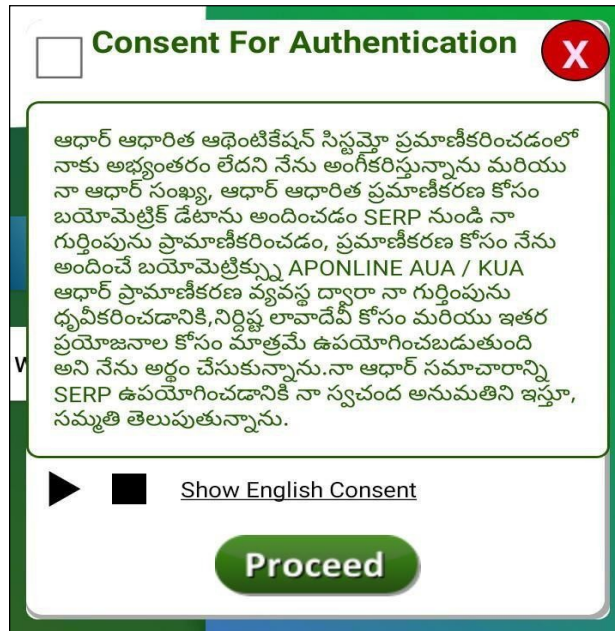 Consent For Authentication
X
ఆధార్ ఆధారిత ఆథెంటికేషన్ సిస్టమ్తో ప్రమాణీకరించడంలో
నాకు అభ్యంతరం లేదని నేను అంగీకరిస్తున్నాను మరియు
నా ఆధార్ సంఖ్య, ఆధార్ ఆధారిత ప్రమాణీకరణ కోసం
బయోమెట్రిక్ డేటాను అందించడం SERP నుండి నా
గుర్తింపును ప్రామాణీకరించడం, ప్రమాణీకరణ కోసం నేను
అందించే బయోమెట్రిక్స్ను APONLINE AUA / KUA
ఆధార్ ప్రామాణీకరణ వ్యవస్థ ద్వారా నా గుర్తింపును
ధృవీకరించడానికి,నిర్దిష్ట లావాదేవీ కోసం మరియు ఇతర
ప్రయోజనాల కోసం మాత్రమే ఉపయోగించబడుతుంది
అని నేను అర్థం చేసుకున్నాను.నా ఆధార్ సమాచారాన్ని
SERP ఉపయోగించడానికి నా స్వచంద అనుమతిని ఇస్తూ,
సమ్మతి తెలుపుతున్నాను.
Show English Consent
Proceed